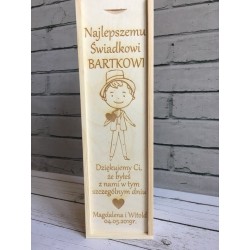 Najlepszemu
Świadkowi
BARTKOWI
Dziękujemy Ci,
że byłeś
z nami w tym
szczególnym dniu
Magdalena i Witold